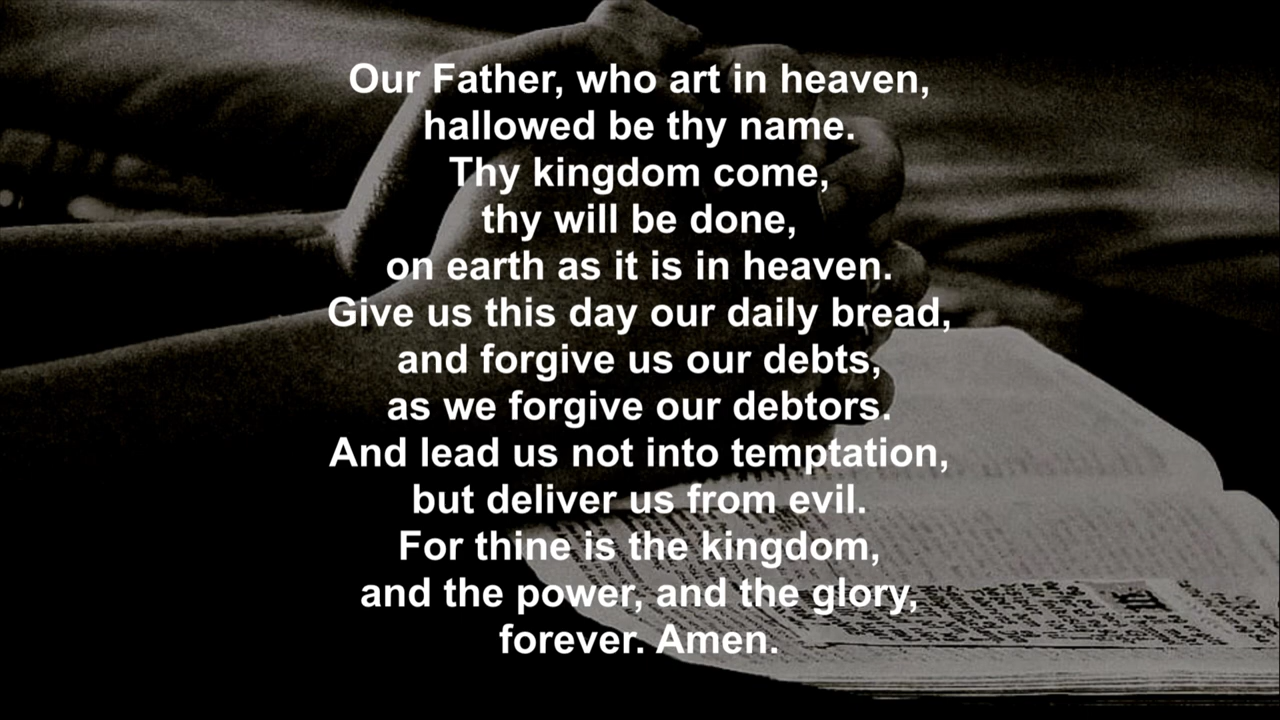 Our Father, who art in heaven,
hallowed be thy name.
Thy kingdom come,
thy will be done,
on earth as it is in heaven.
Give us this day our daily bread,
and forgive us our debts,
as we forgive our debtors.
And lead us not into temptation,
but deliver us from evil.
For thine is the kingdom,
and the power, and the glory,
forever. Amen.